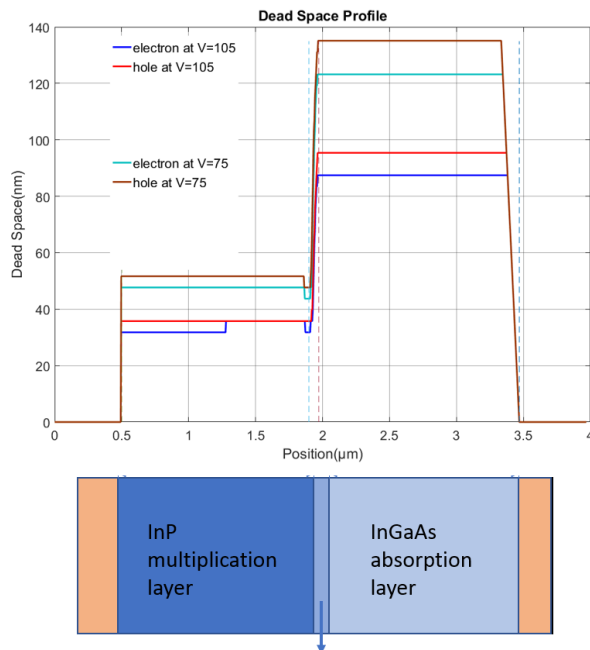 Dead Space Profile
140
120
100
80
60
40
20
0
Dead Space(nm)
electron at V=105
hole at V=105
electron at V=75
hole at V=75
0
0.5
1
1.5
2
2.5
3
3.5
4
Position(μm)
InP
multiplication
layer
InGaAs
absorption
layer